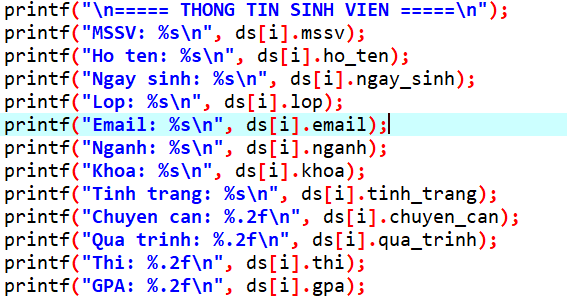 printf("\n===== THONG TIN SINH VIEN =====\n");
printf("MSSV: %s\n", ds[i].mssv);
printf("Ho ten: %s\n", ds[i].ho_ten);
printf("Ngay sinh: %s\n", ds[i].ngay_sinh);
printf("Lop: %s\n", ds[i].lop);
printf("Email: %s\n", ds[i].email);
printf("Nganh: %s\n", ds[i].nganh);
printf("Khoa: %s\n", ds[i].khoa);
printf("Tinh trang: %s\n", ds[i].tinh_trang);
printf("Chuyen can: %.2f\n", ds[i].chuyen_can);
printf("Qua trinh: %.2f\n", ds[i].qua_trinh);
printf("Thi: %.2f\n", ds[i].thi);
printf("GPA: %.2f\n", ds[i].gpa);